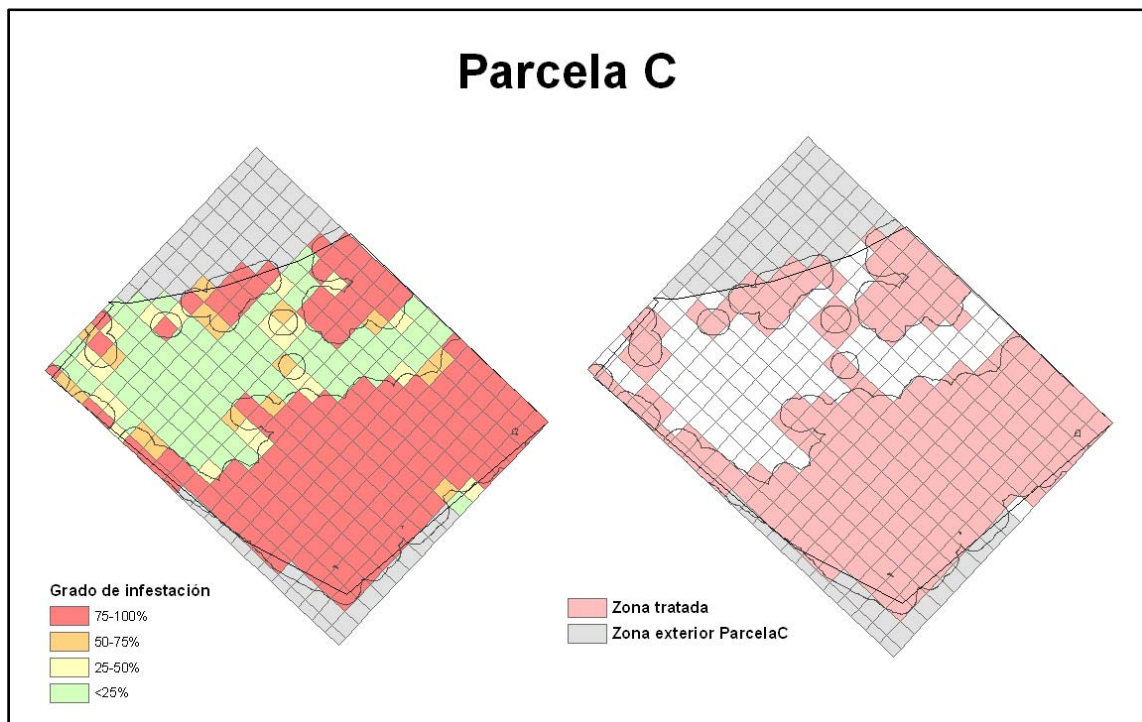 Parcela C
Grado de infestación
75-100%
50-75%
25-50%
<25%
Zona tratada
Zona exterior ParcelaC